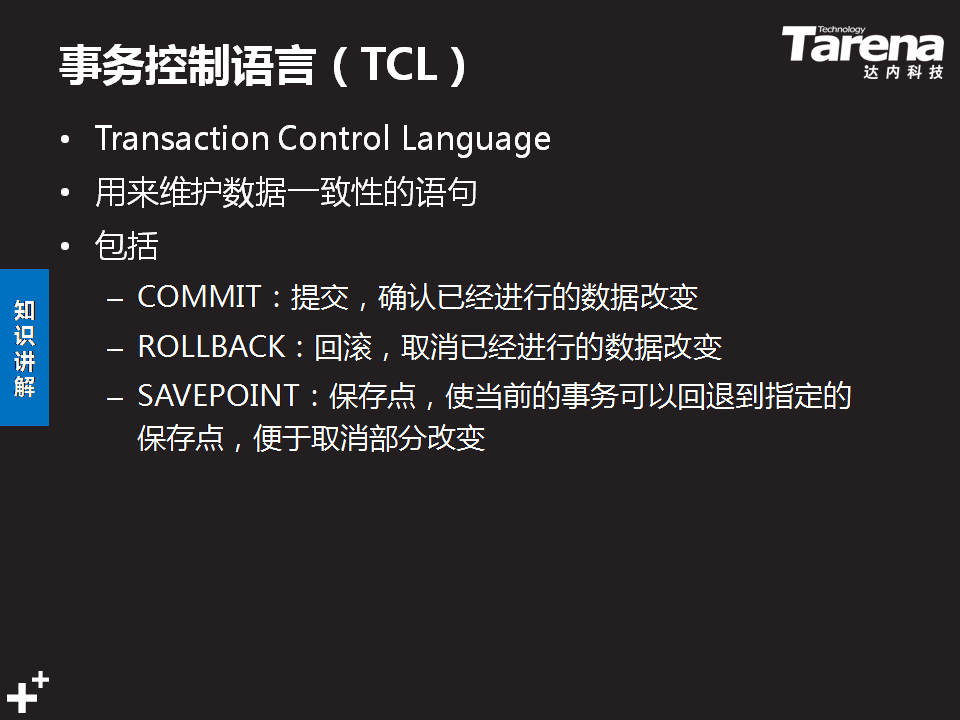 事务控制语言（TCL）
Technology
Tarena
达内科技
• Transaction Control Language
• 用来维护数据一致性的语句
• 包括
– COMMIT：提交，确认已经进行的数据改变
– ROLLBACK：回滚，取消已经进行的数据改变
– SAVEPOINT：保存点，使当前的事务可以回退到指定的
保存点，便于取消部分改变
知识讲解